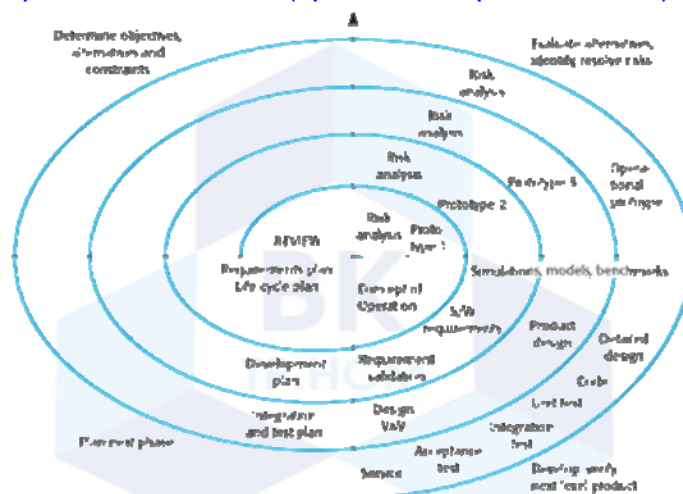 Determine objectives,
alternatives and
constraints
Evaluate alternatives,
identify, resolve risks
Risk
analysis
Risk
analysis
Risk
analysis
Risk
analysis
Proto-
type 1
Prototype 2
Prototype 3
Opera-
tional
prototype
REVIEW
Requirements plan
Life-cycle plan
Simulations, models, benchmarks
Concept of
Operation
S/W
requirements
Product
design
Detailed
design
Development
plan
Requirement
validation
Code
Unit test
Integration
and test plan
Design
V&V
Integration
test
Plan next phase
Acceptance
test
Service
Develop, verify
next-level product
BK